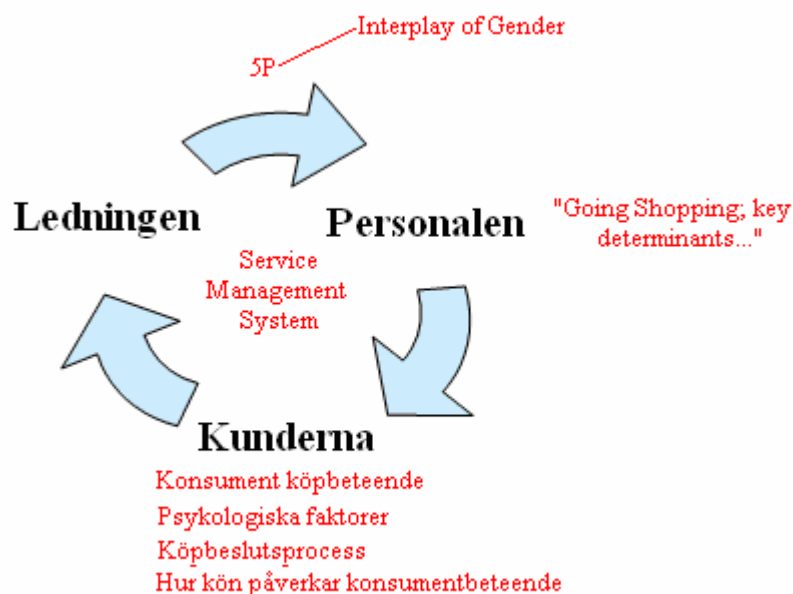 Interplay of Gender
5P
Ledningen
Personalen
"Going Shopping; key
determinants..."
Service
Management
System
Kunderna
Konsument köpbeteende
Psykologiska faktorer
Köpbeslutsprocess
Hur kön påverkar konsumentbeteende